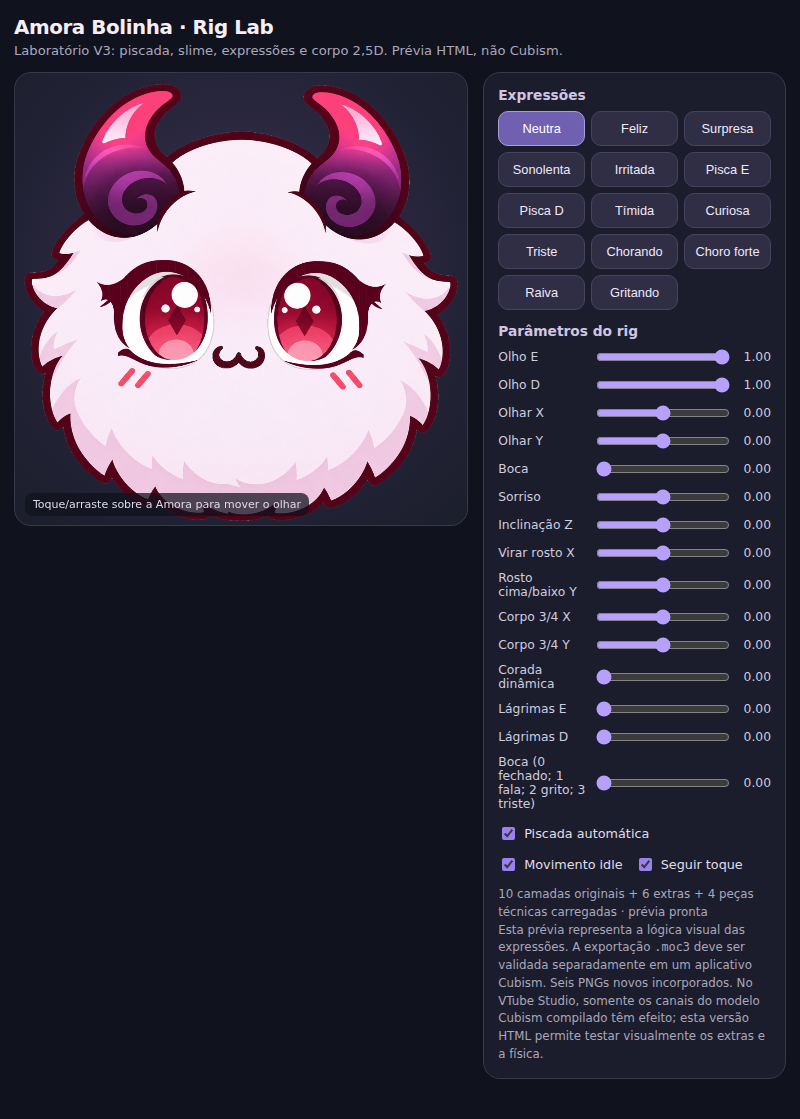 Amora Bolinha · Rig Lab
Laboratório V3: piscada, slime, expressões e corpo 2,5D. Prévia HTML, não Cubism.
Toque/arraste sobre a Amora para mover o olhar
Expressões
Neutra Feliz Surpresa
Sonolenta Irritada Pisca E
Pisca D Tímida Curiosa
Triste Chorando Choro forte
Raiva Gritando
Parâmetros do rig
Olho E 1.00
Olho D 1.00
Olhar X 0.00
Olhar Y 0.00
Boca 0.00
Sorriso 0.00
Inclinação Z 0.00
Virar rosto X 0.00
Rosto
cima/baixo Y 0.00
Corpo 3/4 X 0.00
Corpo 3/4 Y 0.00
Corada
dinâmica 0.00
Lágrimas E 0.00
Lágrimas D 0.00
Boca (0
fechado; 1
fala; 2 grito; 3
triste) 0.00
Piscada automática
Movimento idle Seguir toque
10 camadas originais + 6 extras + 4 peças
técnicas carregadas · prévia pronta
Esta prévia representa a lógica visual das
expressões. A exportação .moc3 deve ser
validada separadamente em um aplicativo
Cubism. Seis PNGs novos incorporados. No
VTube Studio, somente os canais do modelo
Cubism compilado têm efeito; esta versão
HTML permite testar visualmente os extras e
a física.